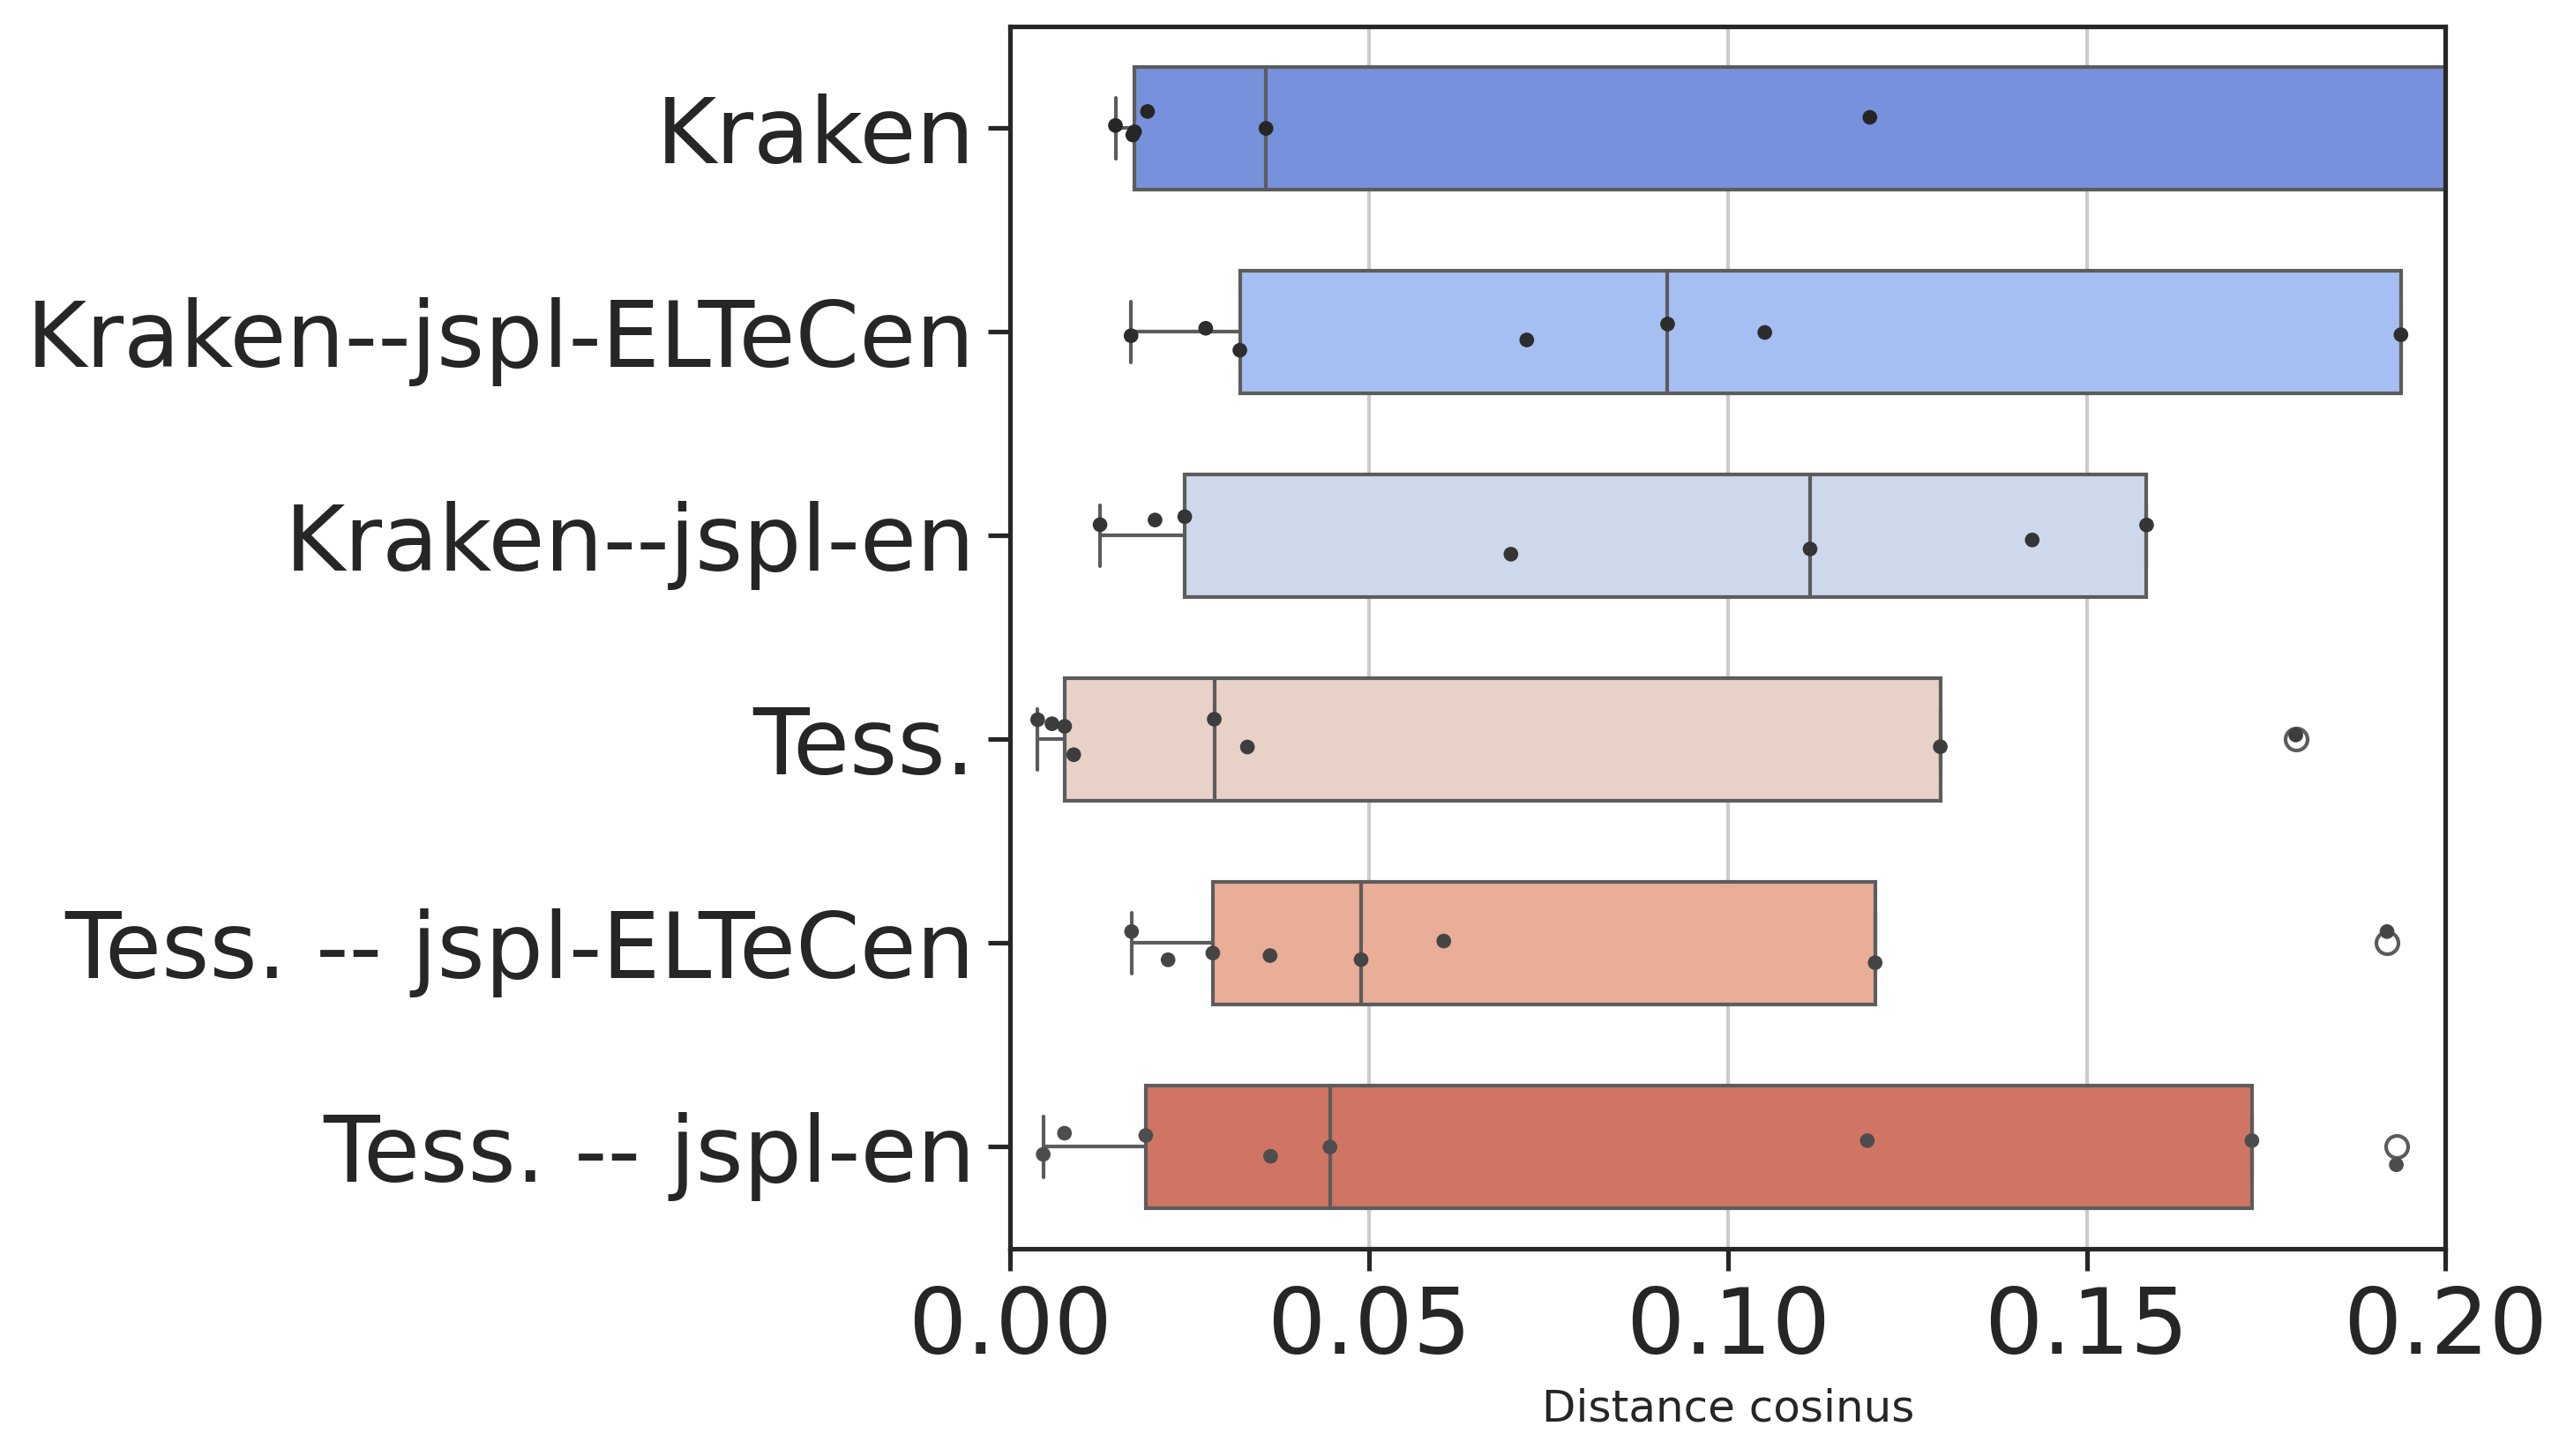 Kraken
Kraken--jspl-ELTeCen
Kraken--jspl-en
Tess.
Tess. -- jspl-ELTeCen
Tess. -- jspl-en
0.00 0.05 0.10 0.15 0.20
Distance cosinus